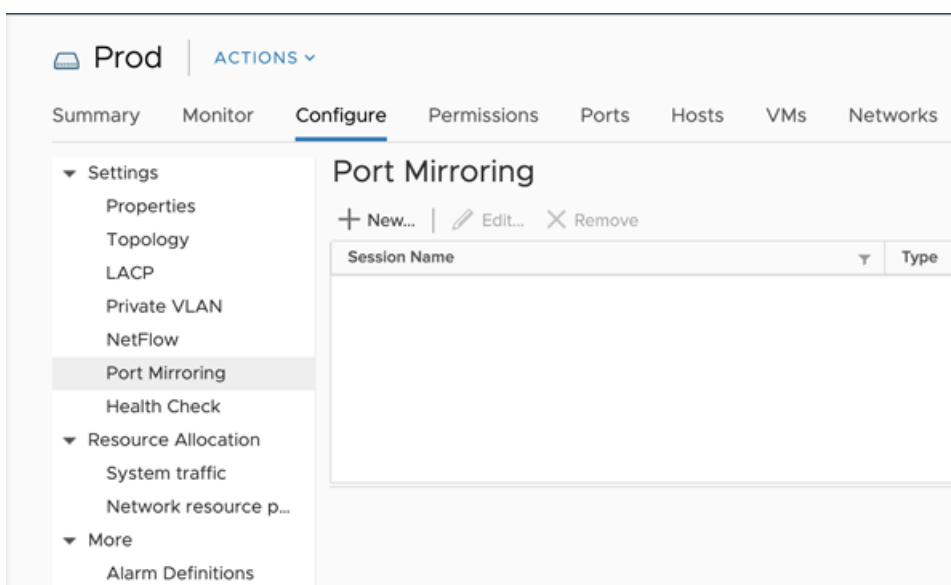 Prod ACTIONS
Summary Monitor Configure Permissions Ports Hosts VMs Networks
Settings
Properties
Topology
LACP
Private VLAN
NetFlow
Port Mirroring
Health Check
Resource Allocation
System traffic
Network resource p...
More
Alarm Definitions
Port Mirroring
New... Edit... Remove
Session Name Type